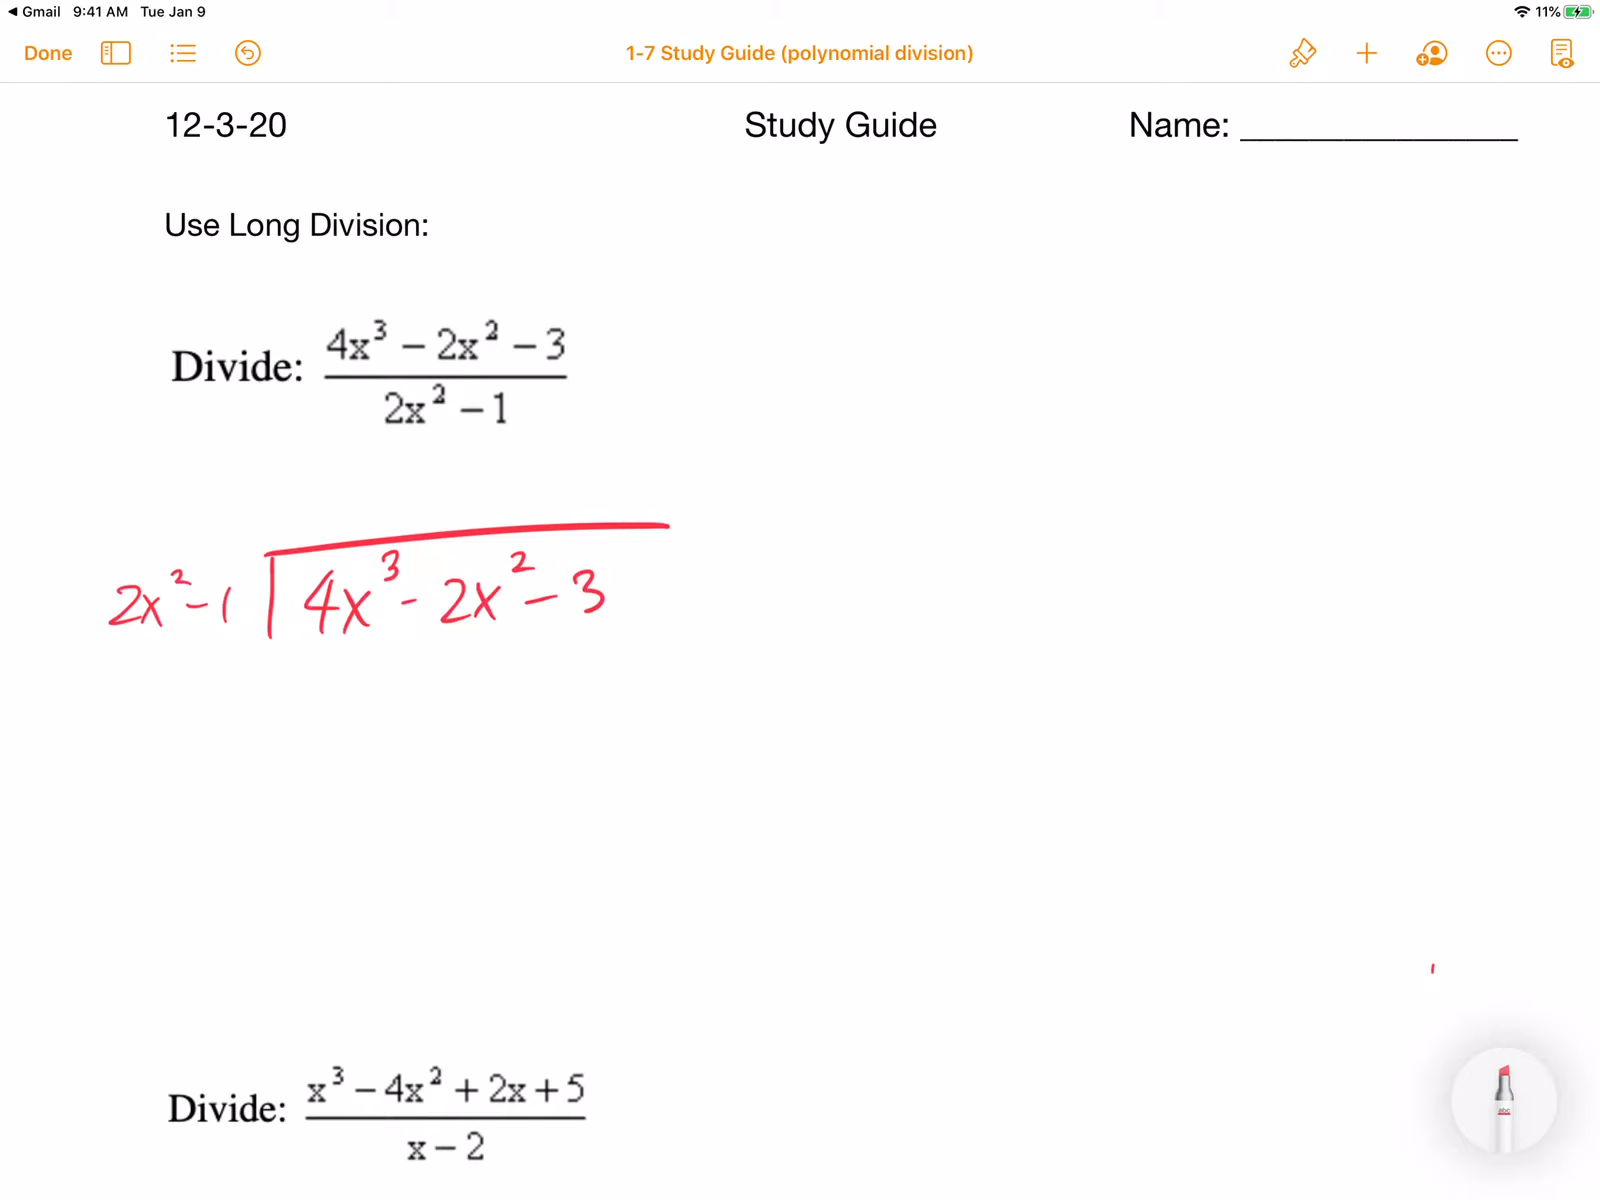 Gmail 9:41 AM Tue Jan 9 11%
Done 1-7 Study Guide (polynomial division)
12-3-20 Study Guide Name: ________________
Use Long Division:
Divide: (4x³ – 2x² – 3)/(2x² – 1)
2x² - 1 | 4x³ - 2x² - 3
Divide: (x³ – 4x² + 2x + 5)/(x – 2)
abc